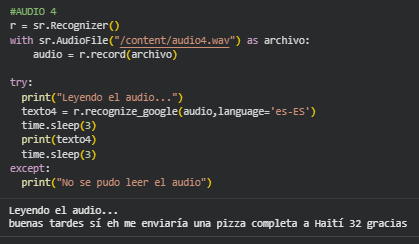 #AUDIO 4
r = sr.Recognizer()
with sr.AudioFile("/content/audio4.wav") as archivo:
    audio = r.record(archivo)

try:
  print("Leyendo el audio...")
  texto4 = r.recognize_google(audio,language='es-ES')
  time.sleep(3)
  print(texto4)
  time.sleep(3)
except:
  print("No se pudo leer el audio")

Leyendo el audio...
buenas tardes sí eh me enviaría una pizza completa a Haití 32 gracias